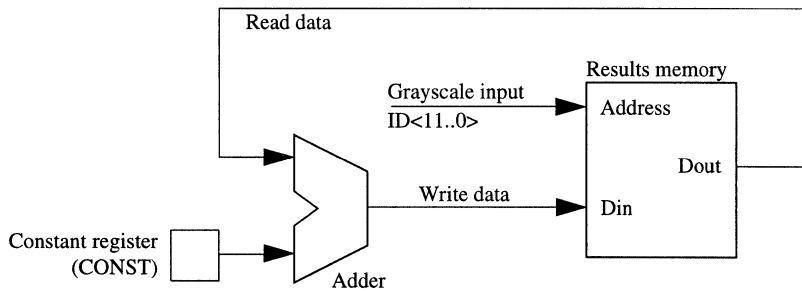 Read data
Results memory
Grayscale input
ID<11..0>
Address
Dout
Write data
Din
Constant register
(CONST)
Adder